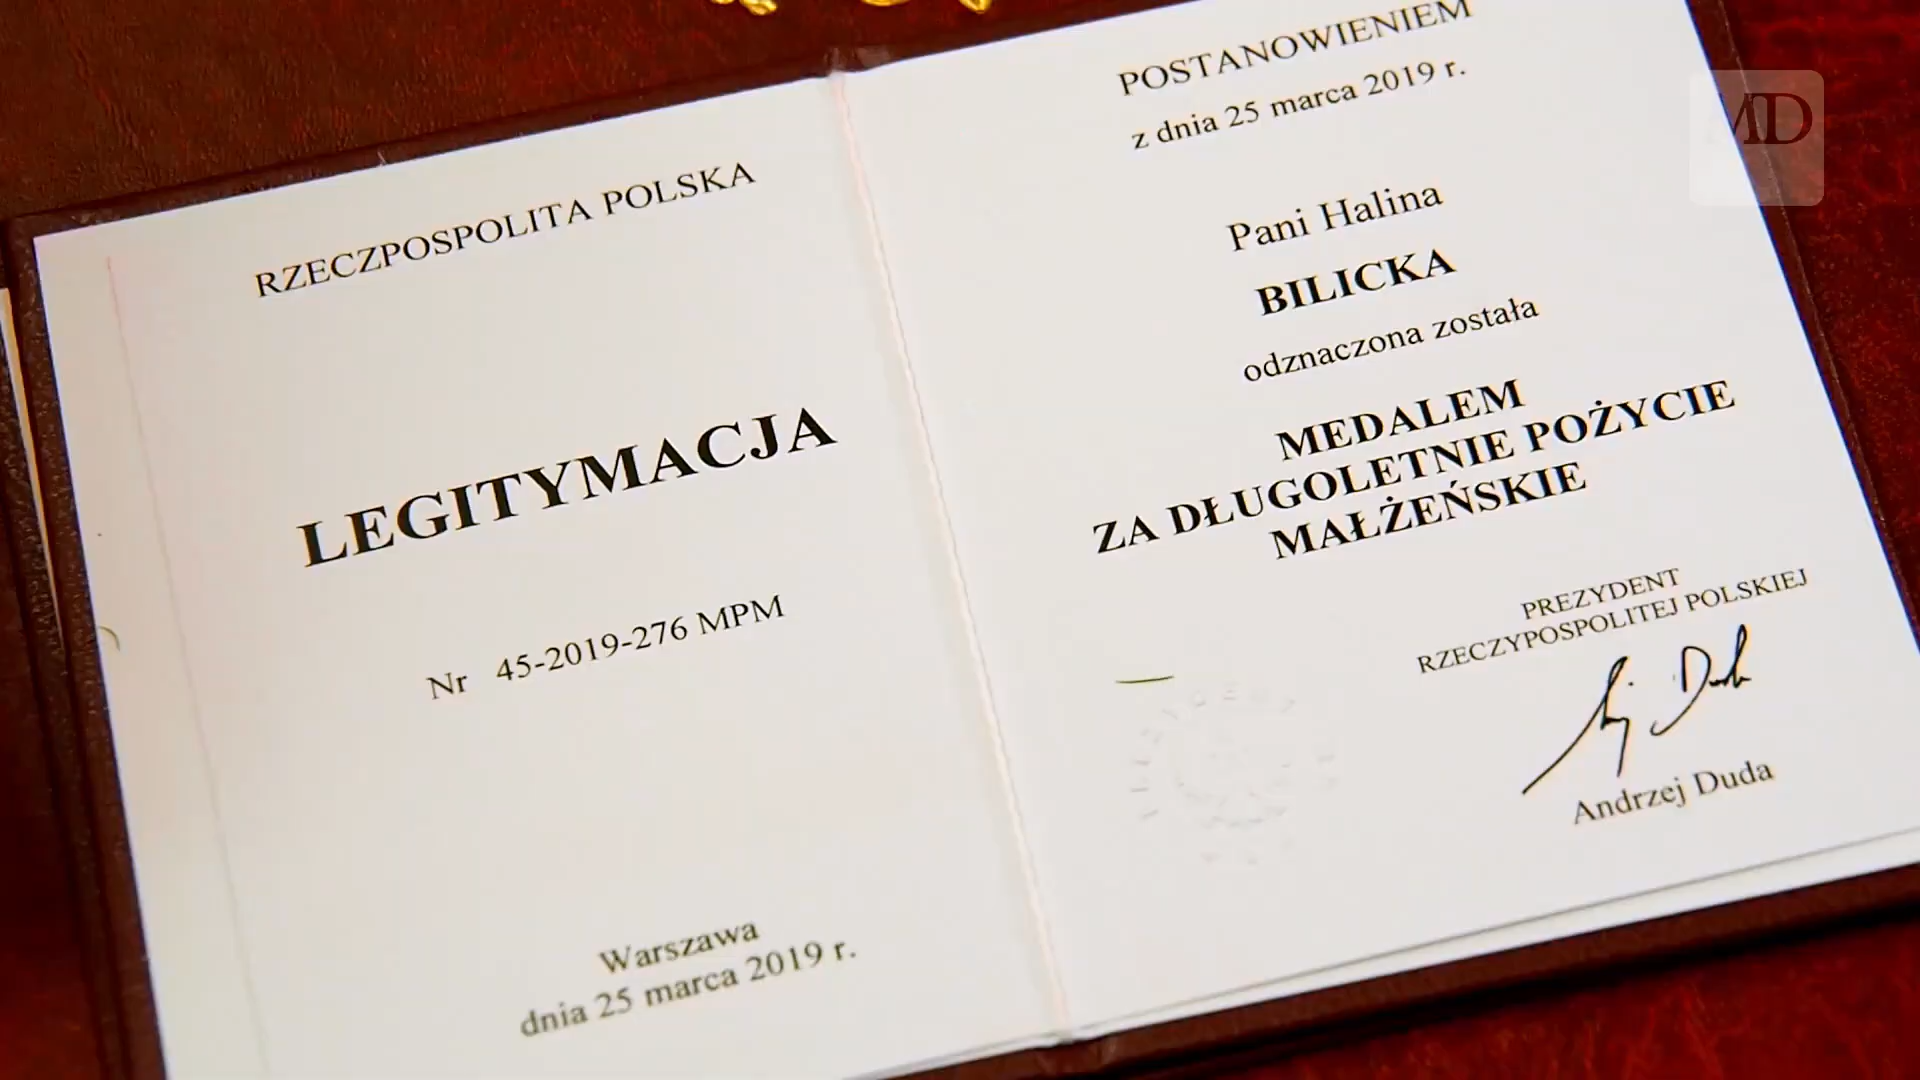 RZECZPOSPOLITA POLSKA
LEGITYMACJA
Nr 45-2019-276 MPM
Warszawa
dnia 25 marca 2019 r.
POSTANOWIENIEM
z dnia 25 marca 2019 r.
Pani Halina
BILICKA
odznaczona została
MEDALEM
ZA DŁUGOLETNIE POŻYCIE
MAŁŻEŃSKIE
PREZYDENT
RZECZYPOSPOLITEJ POLSKIEJ
Andrzej Duda
MD